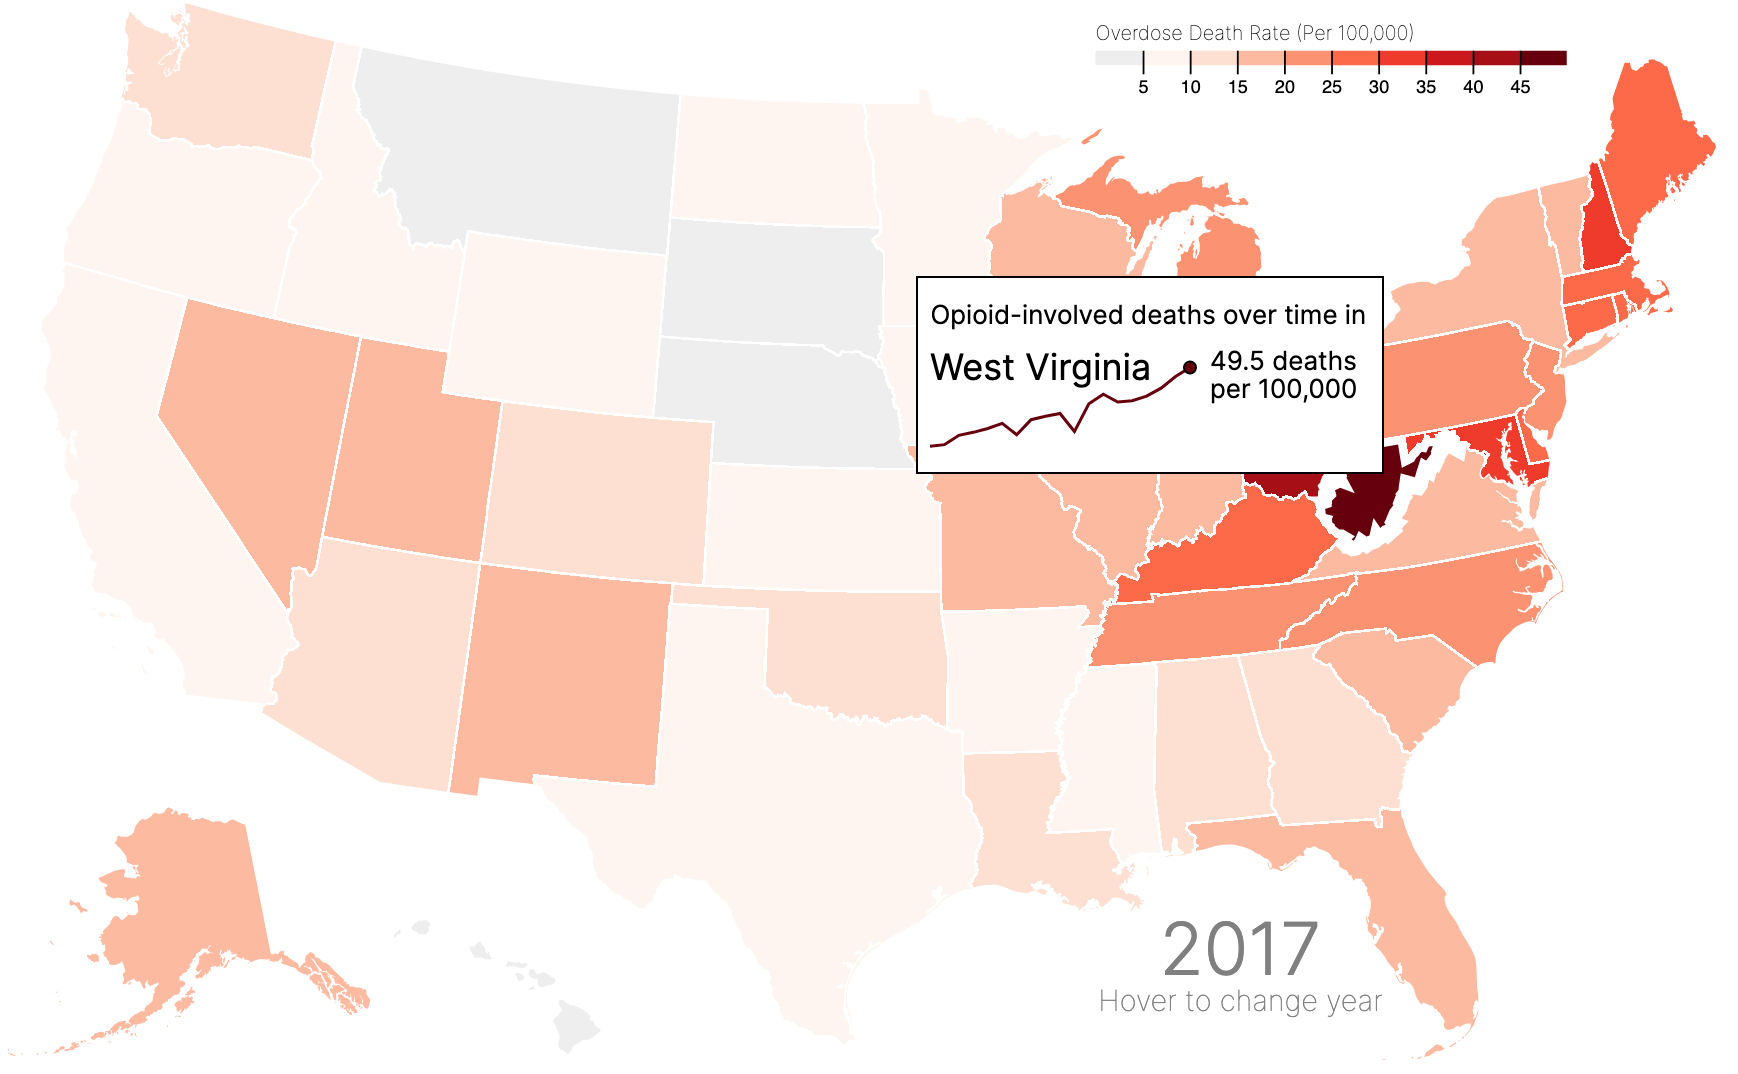 Overdose Death Rate (Per 100,000)
5 10 15 20 25 30 35 40 45
Opioid-involved deaths over time in
West Virginia
49.5 deaths
per 100,000
2017
Hover to change year